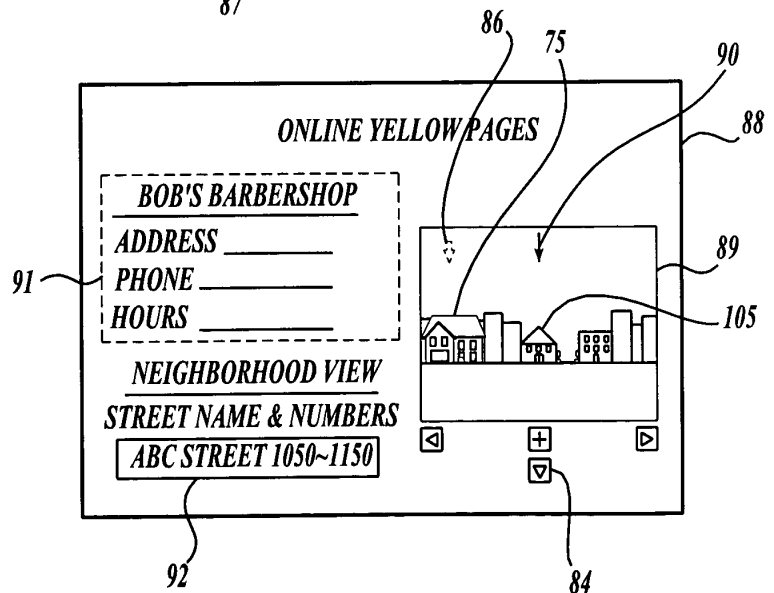 87
86
75
90
88
ONLINE YELLOW PAGES
BOB'S BARBERSHOP
ADDRESS
PHONE
HOURS
91
89
105
NEIGHBORHOOD VIEW
STREET NAME & NUMBERS
ABC STREET 1050~1150
92
84